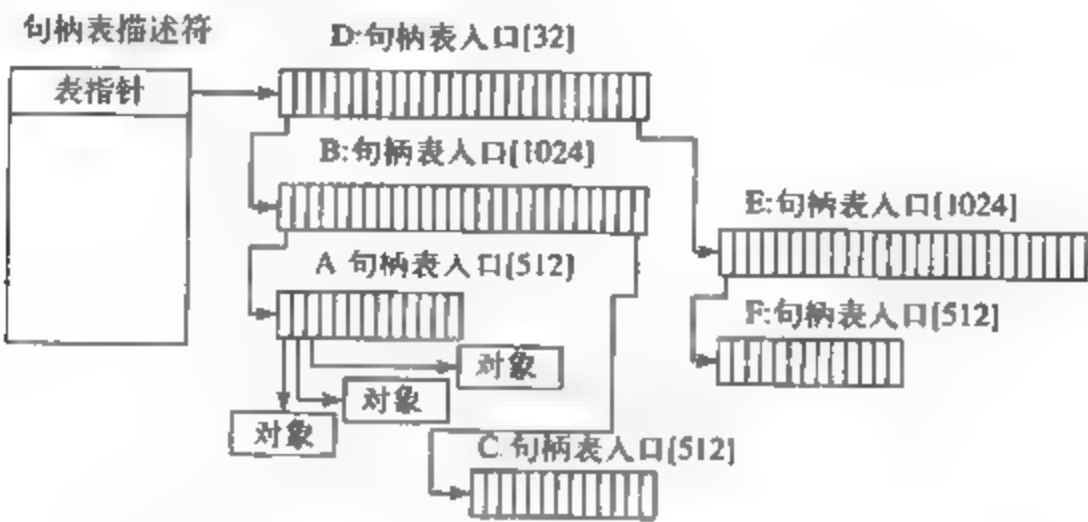 句柄表描述符
表指针
D:句柄表入口[32]
B:句柄表入口[1024]
E:句柄表入口[1024]
A 句柄表入口[512]
F:句柄表入口[512]
对象
对象
对象
C 句柄表入口[512]